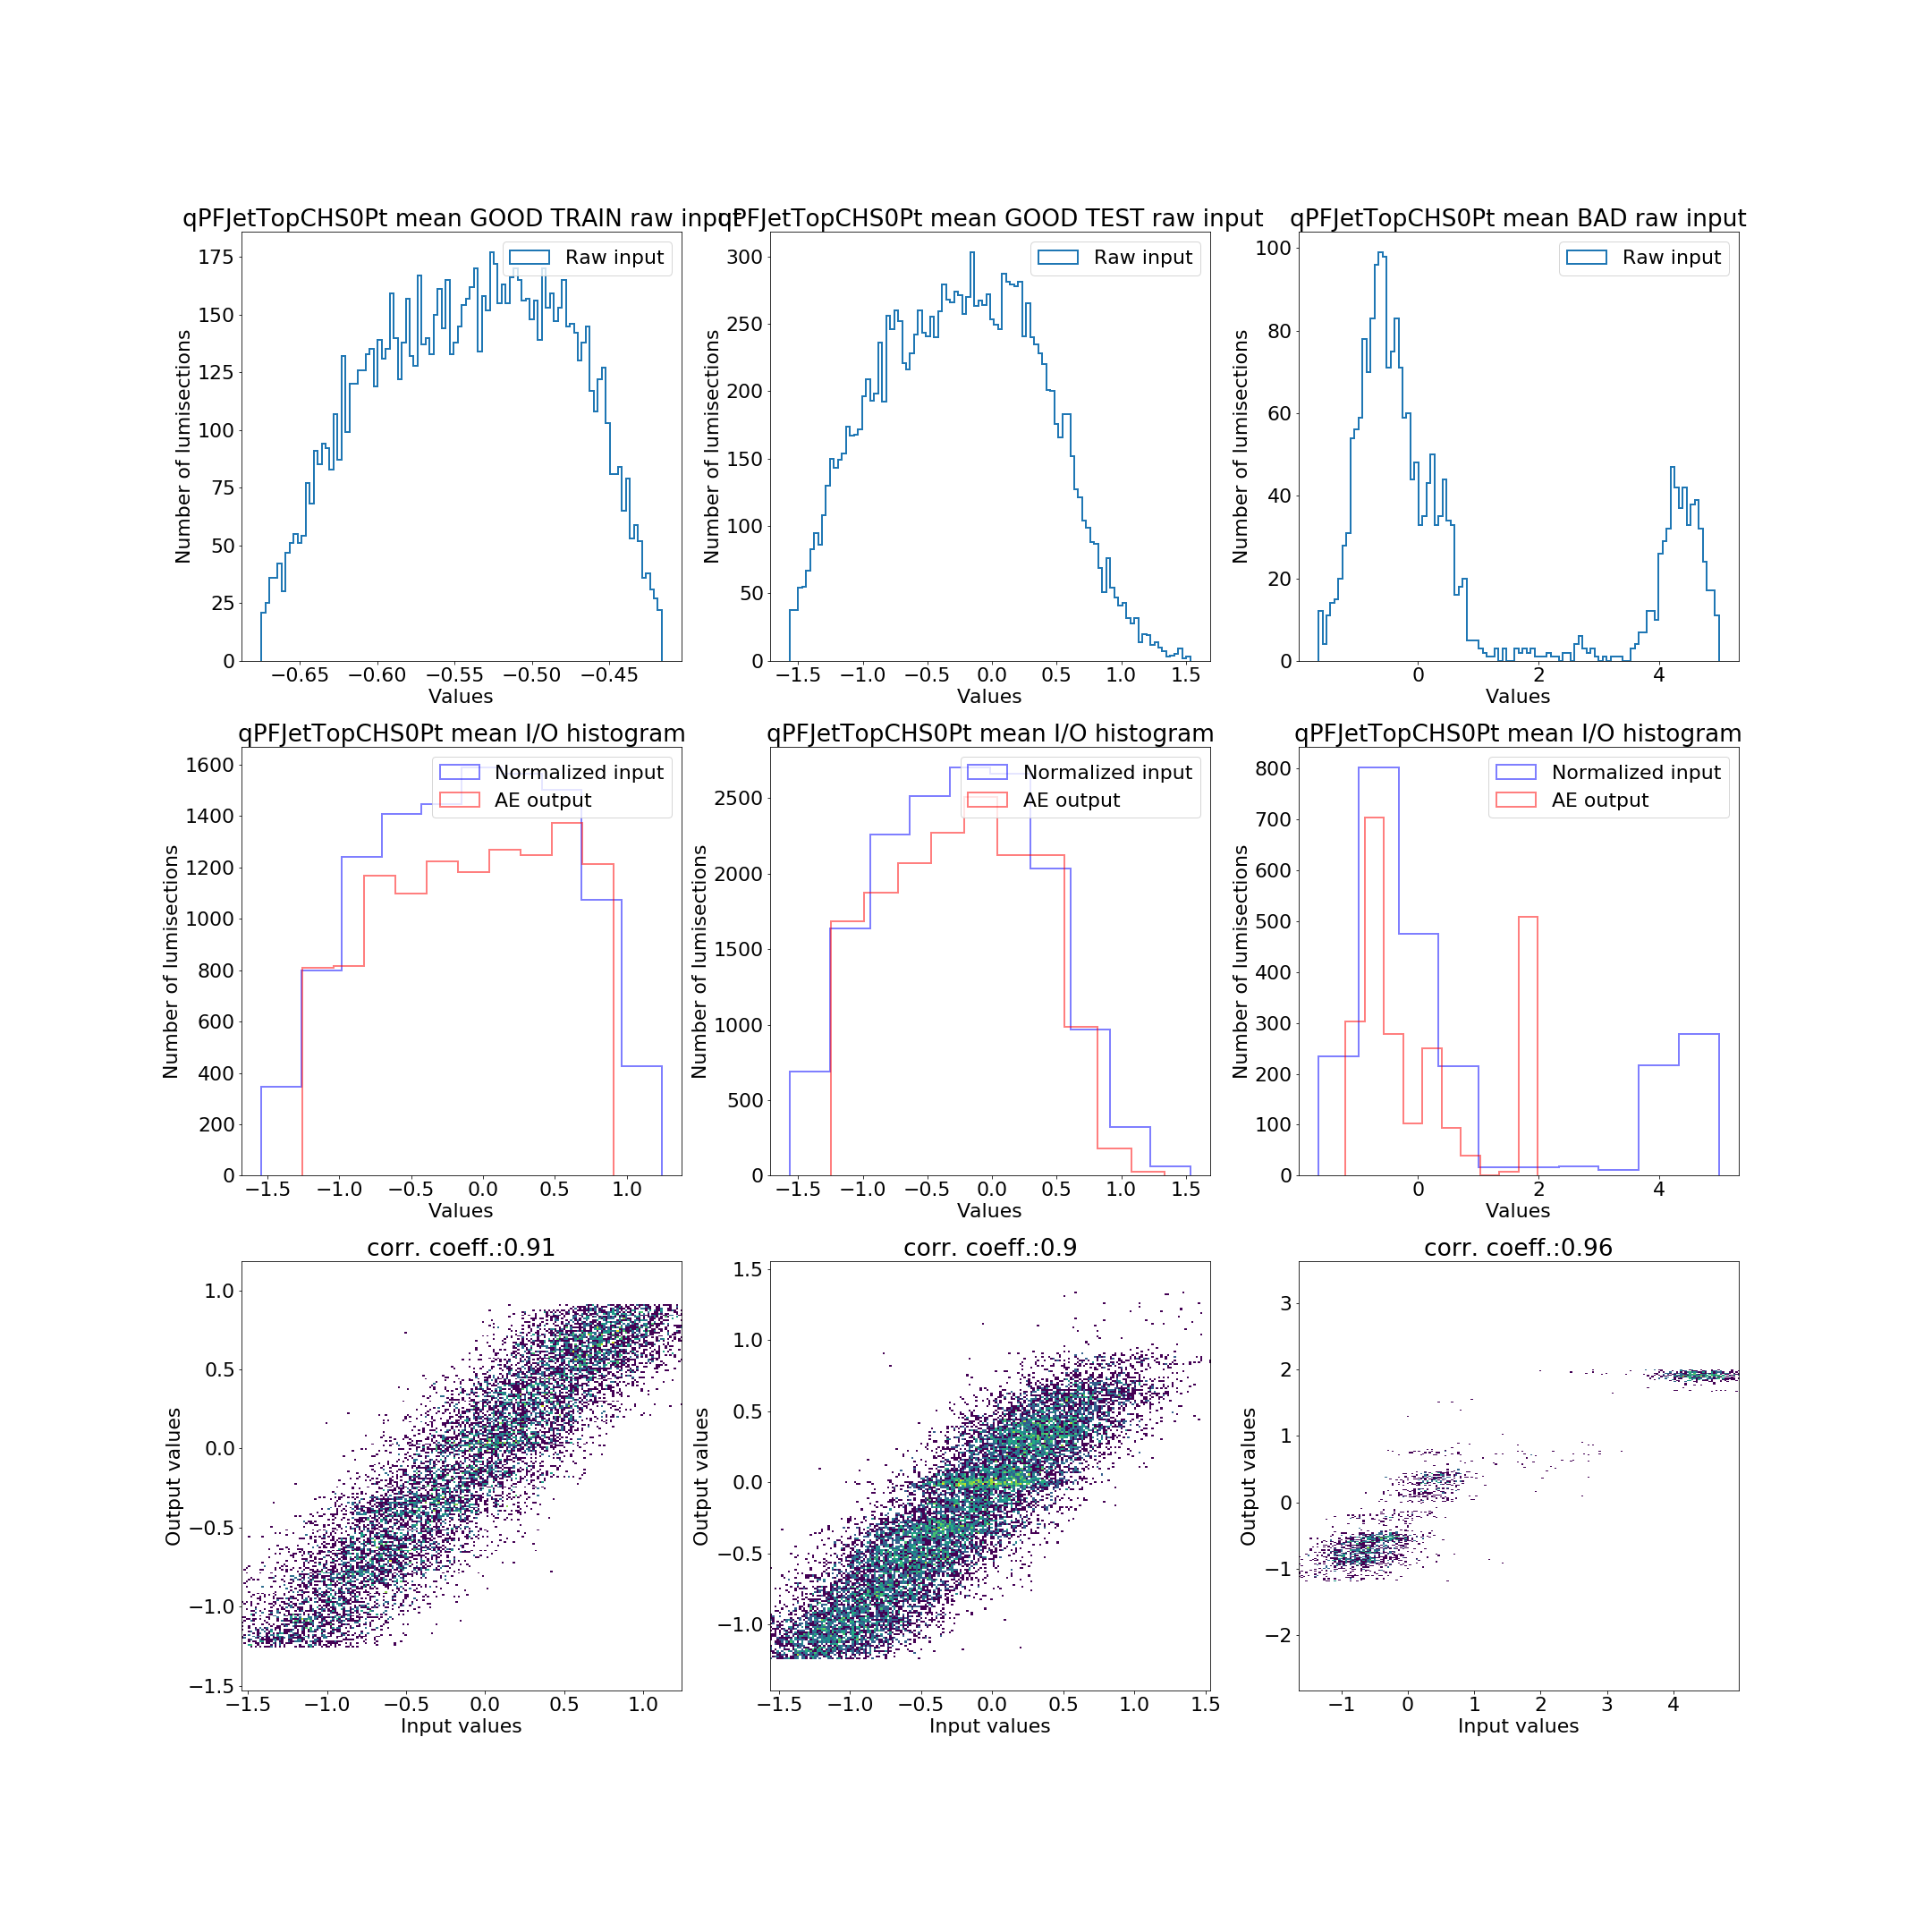 qPFJetTopCHS0Pt mean GOOD TRAIN raw input
qPFJetTopCHS0Pt mean GOOD TEST raw input
qPFJetTopCHS0Pt mean BAD raw input
Number of lumisections
175
150
125
100
75
50
25
0
Raw input
−0.65 −0.60 −0.55 −0.50 −0.45
Values
Number of lumisections
300
250
200
150
100
50
0
Raw input
−1.5 −1.0 −0.5 0.0 0.5 1.0 1.5
Values
Number of lumisections
100
80
60
40
20
0
Raw input
0 2 4
Values
qPFJetTopCHS0Pt mean I/O histogram
Number of lumisections
1600
1400
1200
1000
800
600
400
200
0
Normalized input
AE output
−1.5 −1.0 −0.5 0.0 0.5 1.0
Values
qPFJetTopCHS0Pt mean I/O histogram
Number of lumisections
2500
2000
1500
1000
500
0
Normalized input
AE output
−1.5 −1.0 −0.5 0.0 0.5 1.0 1.5
Values
qPFJetTopCHS0Pt mean I/O histogram
Number of lumisections
800
700
600
500
400
300
200
100
0
Normalized input
AE output
0 2 4
Values
corr. coeff.:0.91
Output values
1.0
0.5
0.0
−0.5
−1.0
−1.5
−1.5 −1.0 −0.5 0.0 0.5 1.0
Input values
corr. coeff.:0.9
Output values
1.5
1.0
0.5
0.0
−0.5
−1.0
−1.5 −1.0 −0.5 0.0 0.5 1.0 1.5
Input values
corr. coeff.:0.96
Output values
3
2
1
0
−1
−2
−1 0 1 2 3 4
Input values